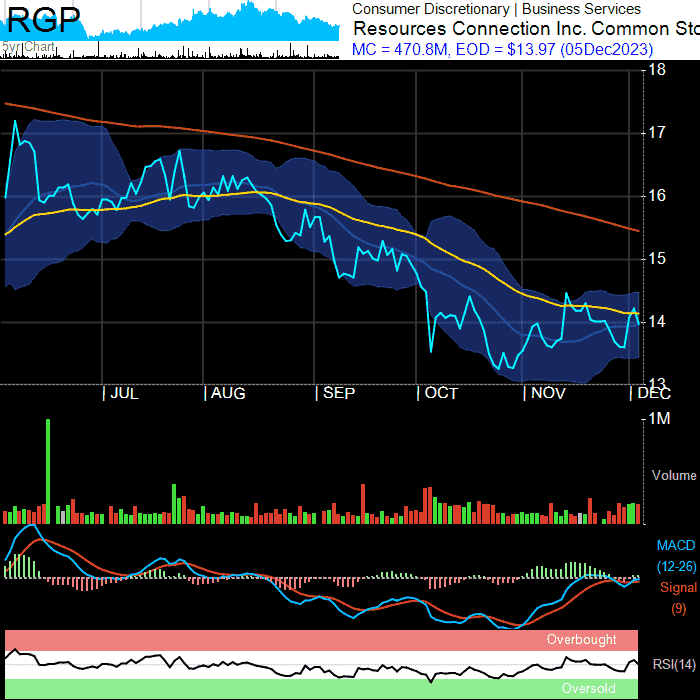 RGP
5yr Chart
Consumer Discretionary | Business Services
Resources Connection Inc. Common Sto
MC = 470.8M, EOD = $13.97 (05Dec2023)
18
17
16
15
14
13
JUL AUG SEP OCT NOV DEC
1M
Volume
MACD
(12-26)
Signal
(9)
Overbought
RSI(14)
Oversold